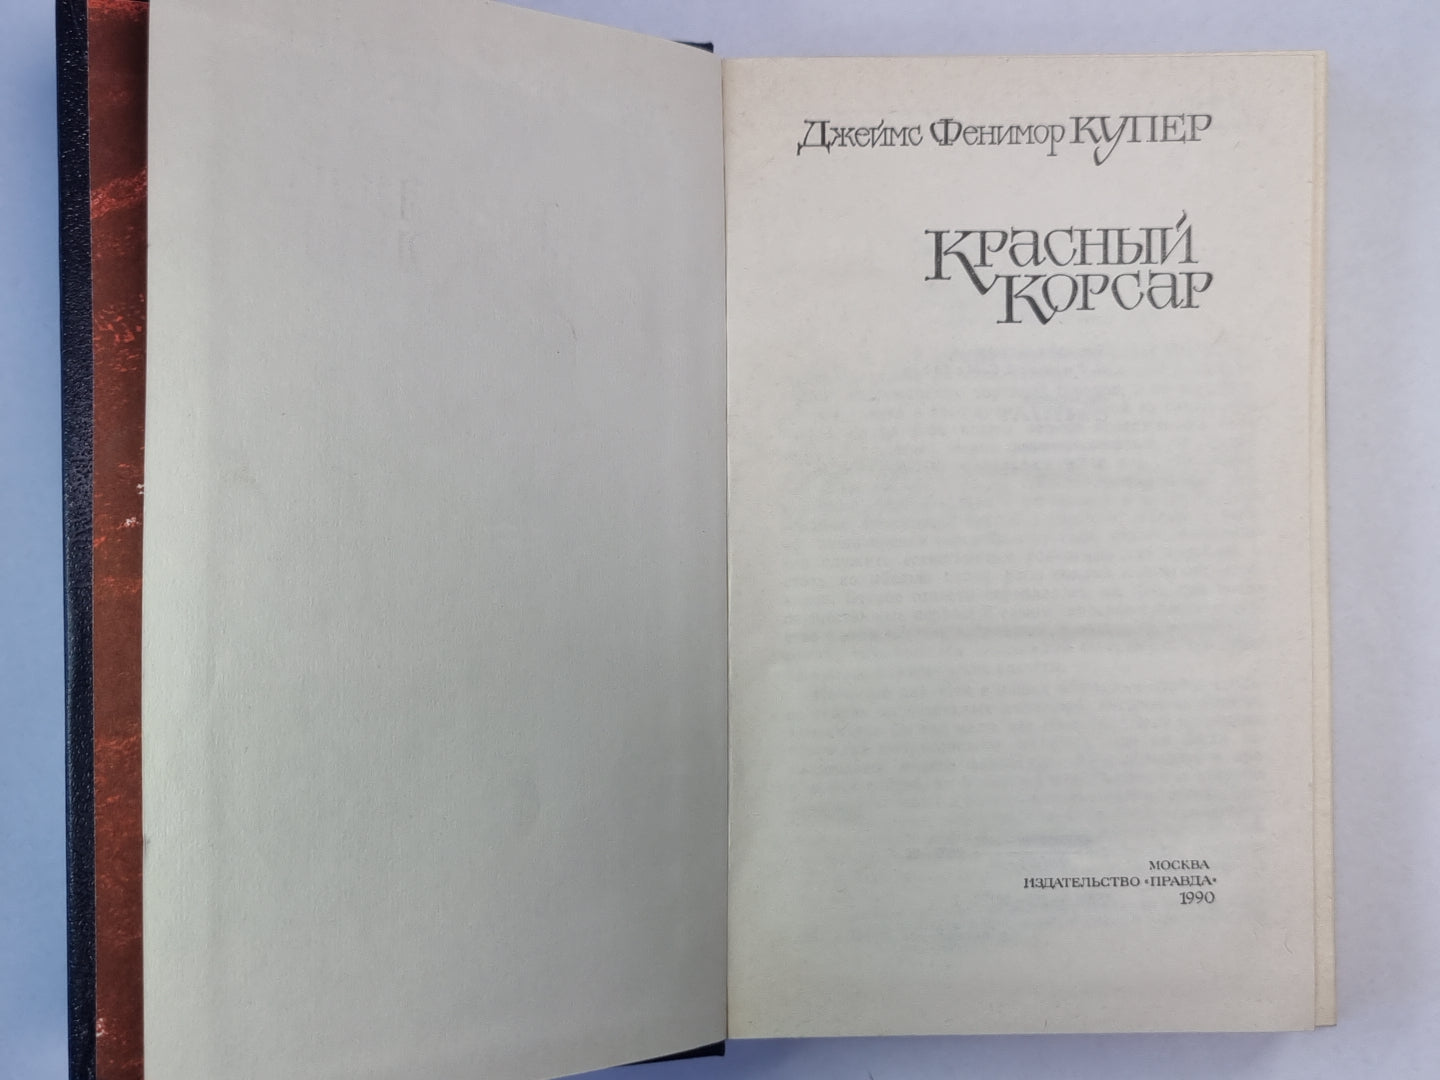 Джеймс Фенимор КУПЕР
КРАСНЫЙ
КОРСАР
МОСКВА
ИЗДАТЕЛЬСТВО «ПРАВДА»
1990